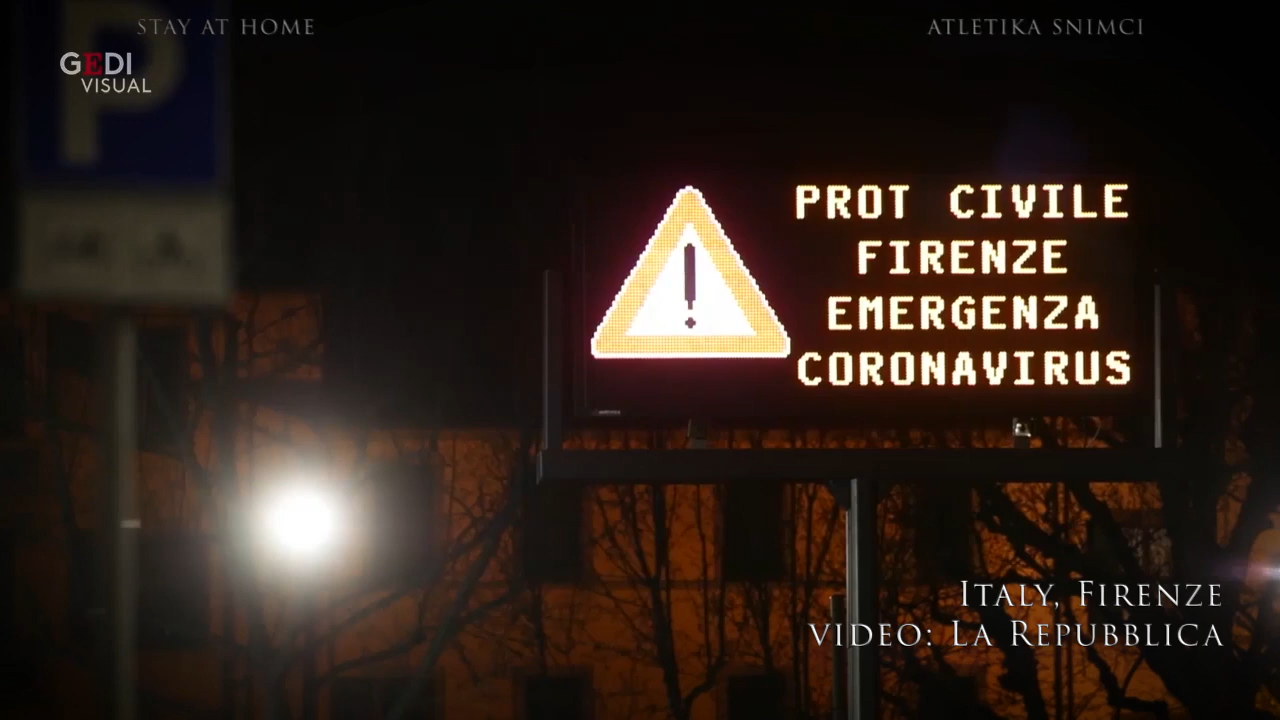 STAY AT HOME
ATLETIKA SNIMCI
GEDI
VISUAL
P
PROT CIVILE
FIRENZE
EMERGENZA
CORONAVIRUS
ITALY, FIRENZE
VIDEO: LA REPUBBLICA